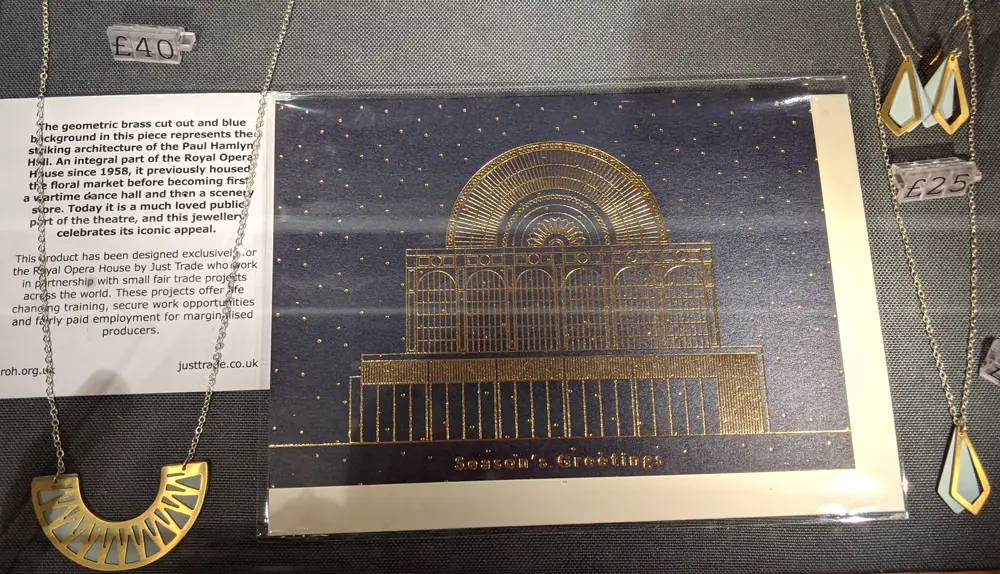 £40
The geometric brass cut out and blue
background in this piece represents the
striking architecture of the Paul Hamlyn
Hall. An integral part of the Royal Opera
House since 1958, it previously housed
the floral market before becoming first
a wartime dance hall and then a scenery
store. Today it is a much loved public
part of the theatre, and this jewellery
celebrates its iconic appeal.
This product has been designed exclusively for
the Royal Opera House by Just Trade who work
in partnership with small fair trade projects
across the world. These projects offer life
changing training, secure work opportunities
and fairly paid employment for marginalised
producers.
roh.org.uk
justtrade.co.uk
Season's Greetings
£25